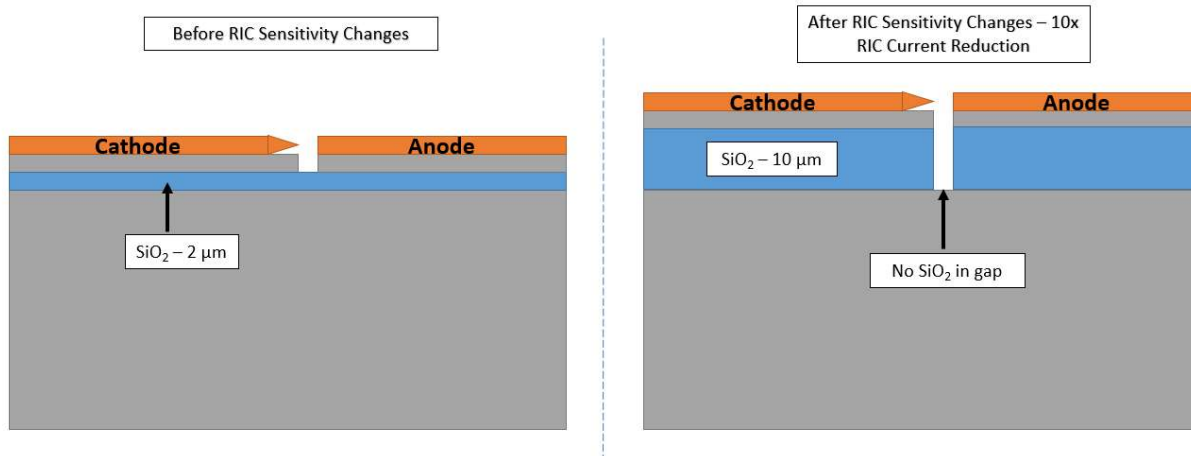 Before RIC Sensitivity Changes
After RIC Sensitivity Changes – 10x
RIC Current Reduction
Cathode
Anode
SiO₂ – 2 µm
Cathode
Anode
SiO₂ – 10 µm
No SiO₂ in gap